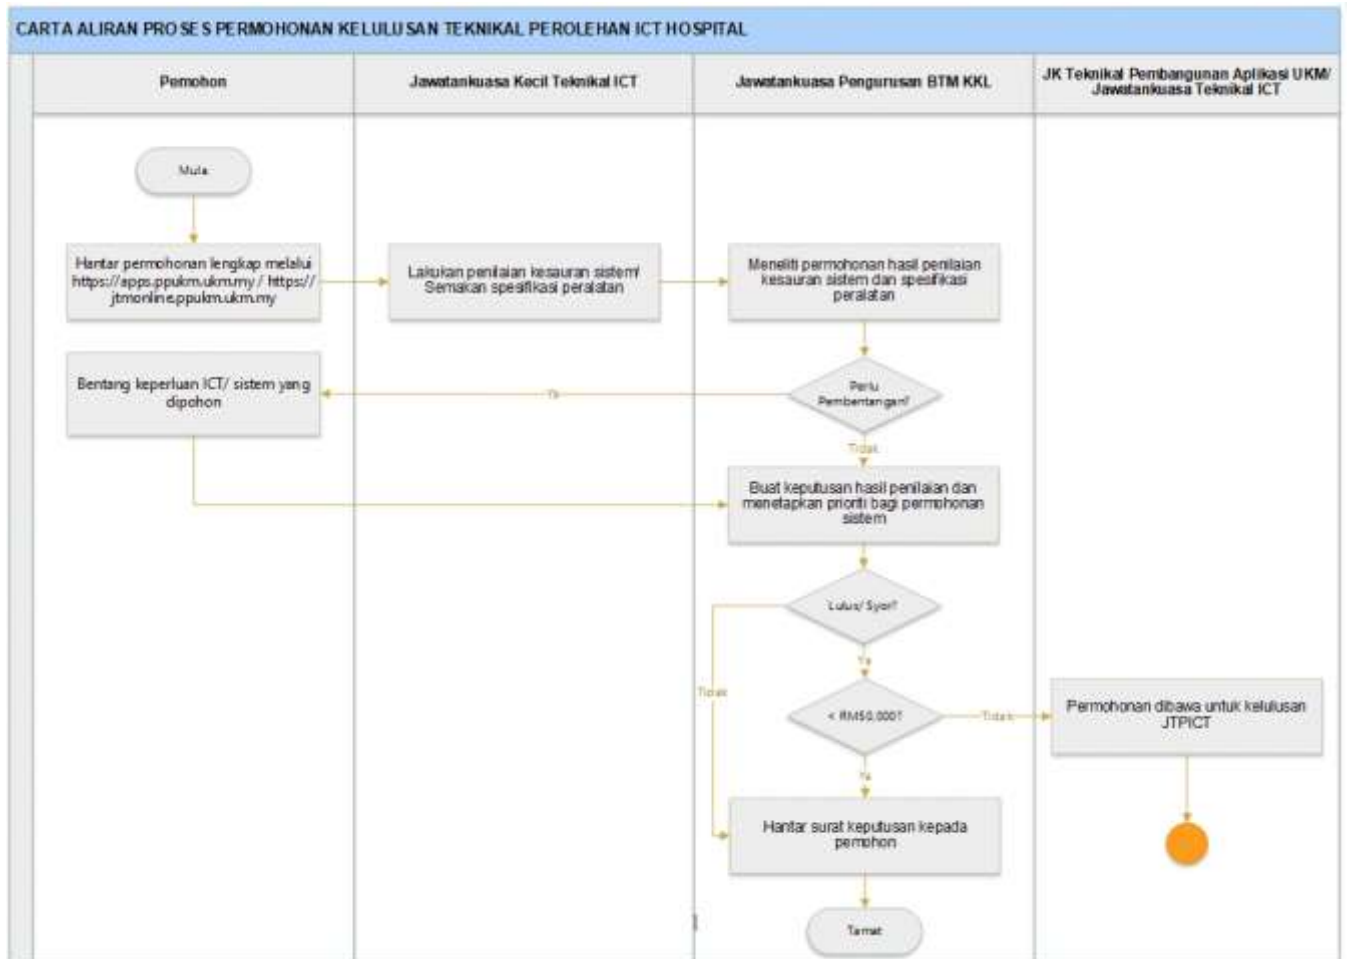 CARTA ALIRAN PROSES PERMOHONAN KELULUSAN TEKNIKAL PEROLEHAN ICT HOSPITAL
Pemohon
Jawatankuasa Kecil Teknikal ICT
Jawatankuasa Pengurusan BTM KKL
JK Teknikal Pembangunan Aplikasi UKM/
Jawatankuasa Teknikal ICT
Mula
Hantar permohonan lengkap melalui
https://apps.ppukm.ukm.my / https://
jtmonline.ppukm.ukm.my
Lakukan penilaian kesauran sistem/
Semakan spesifikasi peralatan
Meneliti permohonan hasil penilaian
kesauran sistem dan spesifikasi
peralatan
Bentang keperluan ICT/ sistem yang
dipohon
Ya
Perlu
Pembentangan?
Tidak
Buat keputusan hasil penilaian dan
menetapkan prioriti bagi permohonan
sistem
Lulus/ Syor?
Ya
Tidak
< RM50,000?
Tidak
Permohonan dibawa untuk kelulusan
JTPICT
Ya
Hantar surat keputusan kepada
pemohon
Tamat